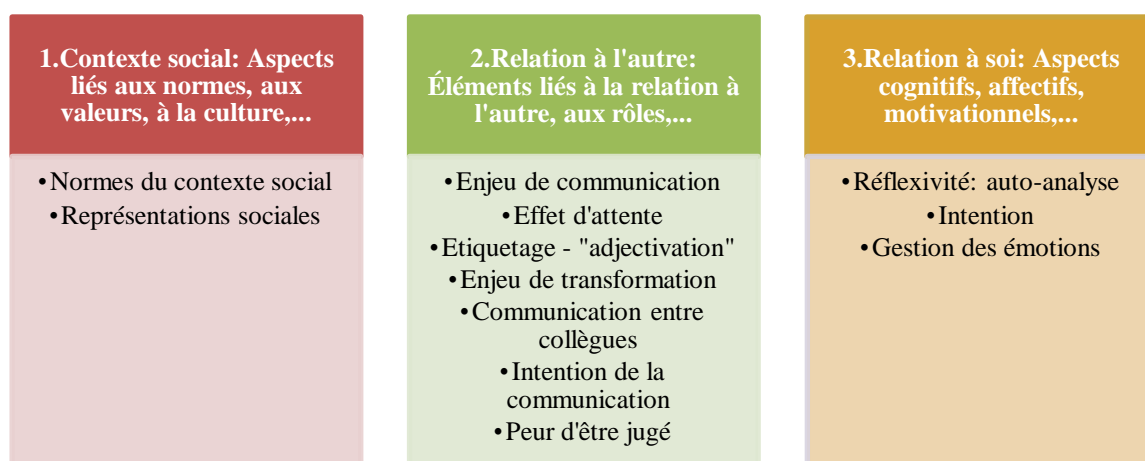 1.Contexte social: Aspects
liés aux normes, aux
valeurs, à la culture,...
•Normes du contexte social
•Représentations sociales
2.Relation à l'autre:
Éléments liés à la relation à
l'autre, aux rôles,...
•Enjeu de communication
•Effet d'attente
•Etiquetage - "adjectivation"
•Enjeu de transformation
•Communication entre
collègues
•Intention de la
communication
•Peur d'être jugé
3.Relation à soi: Aspects
cognitifs, affectifs,
motivationnels,...
•Réflexivité: auto-analyse
•Intention
•Gestion des émotions